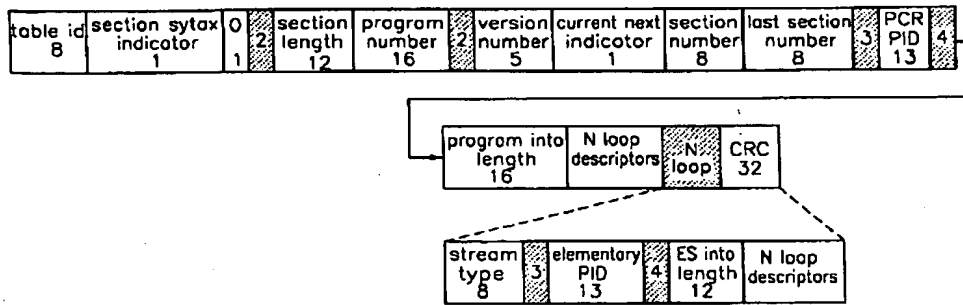 table id
8
section sytax
indicator
1
0
1
2
section
length
12
program
number
16
2
version
number
5
current next
indicator
1
section
number
8
last section
number
8
3
PCR
PID
13
4
program into
length
16
N loop
descriptors
N
loop
CRC
32
stream
type
8
3
elementary
PID
13
4
ES into
length
12
N loop
descriptors